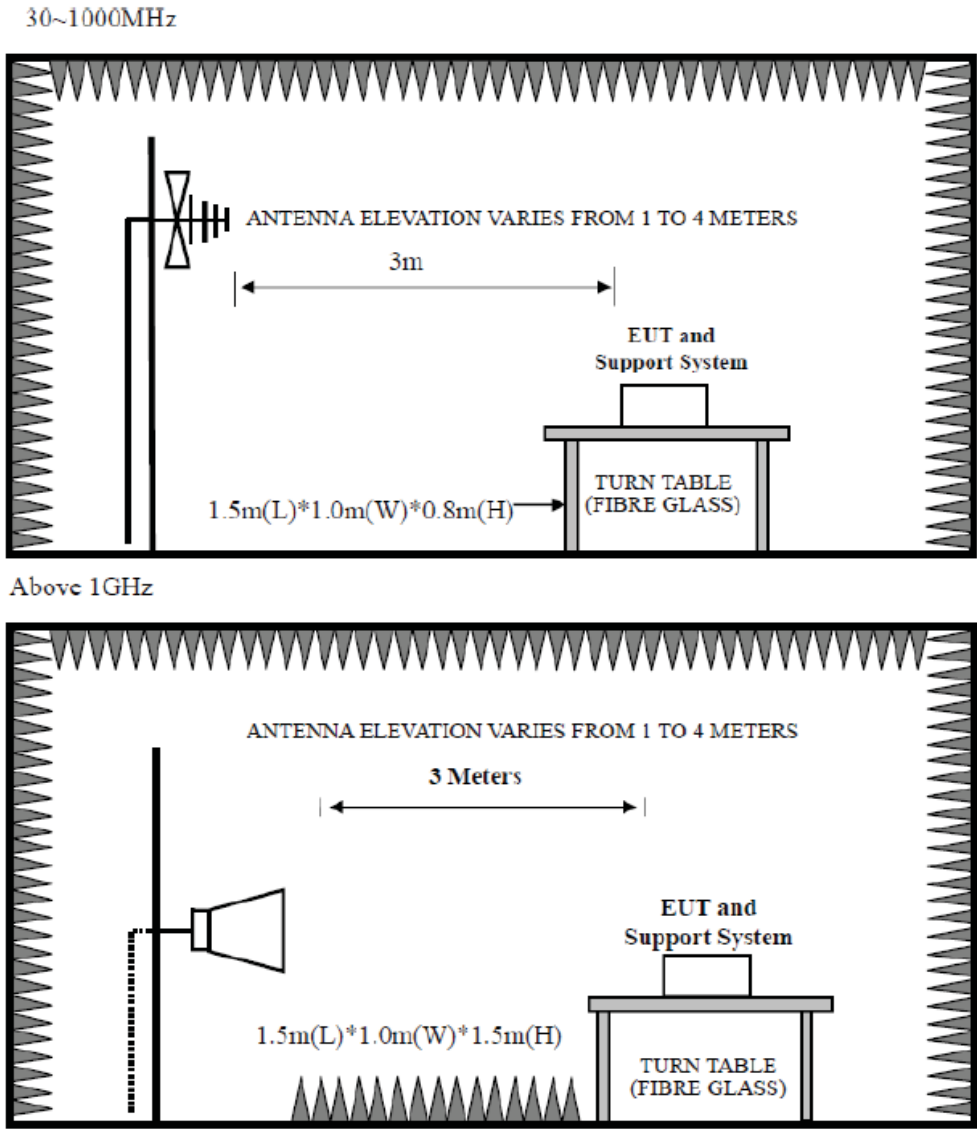 30~1000MHz
ANTENNA ELEVATION VARIES FROM 1 TO 4 METERS
3m
EUT and
Support System
TURN TABLE
(FIBRE GLASS)
1.5m(L)*1.0m(W)*0.8m(H)
Above 1GHz
ANTENNA ELEVATION VARIES FROM 1 TO 4 METERS
3 Meters
EUT and
Support System
1.5m(L)*1.0m(W)*1.5m(H)
TURN TABLE
(FIBRE GLASS)